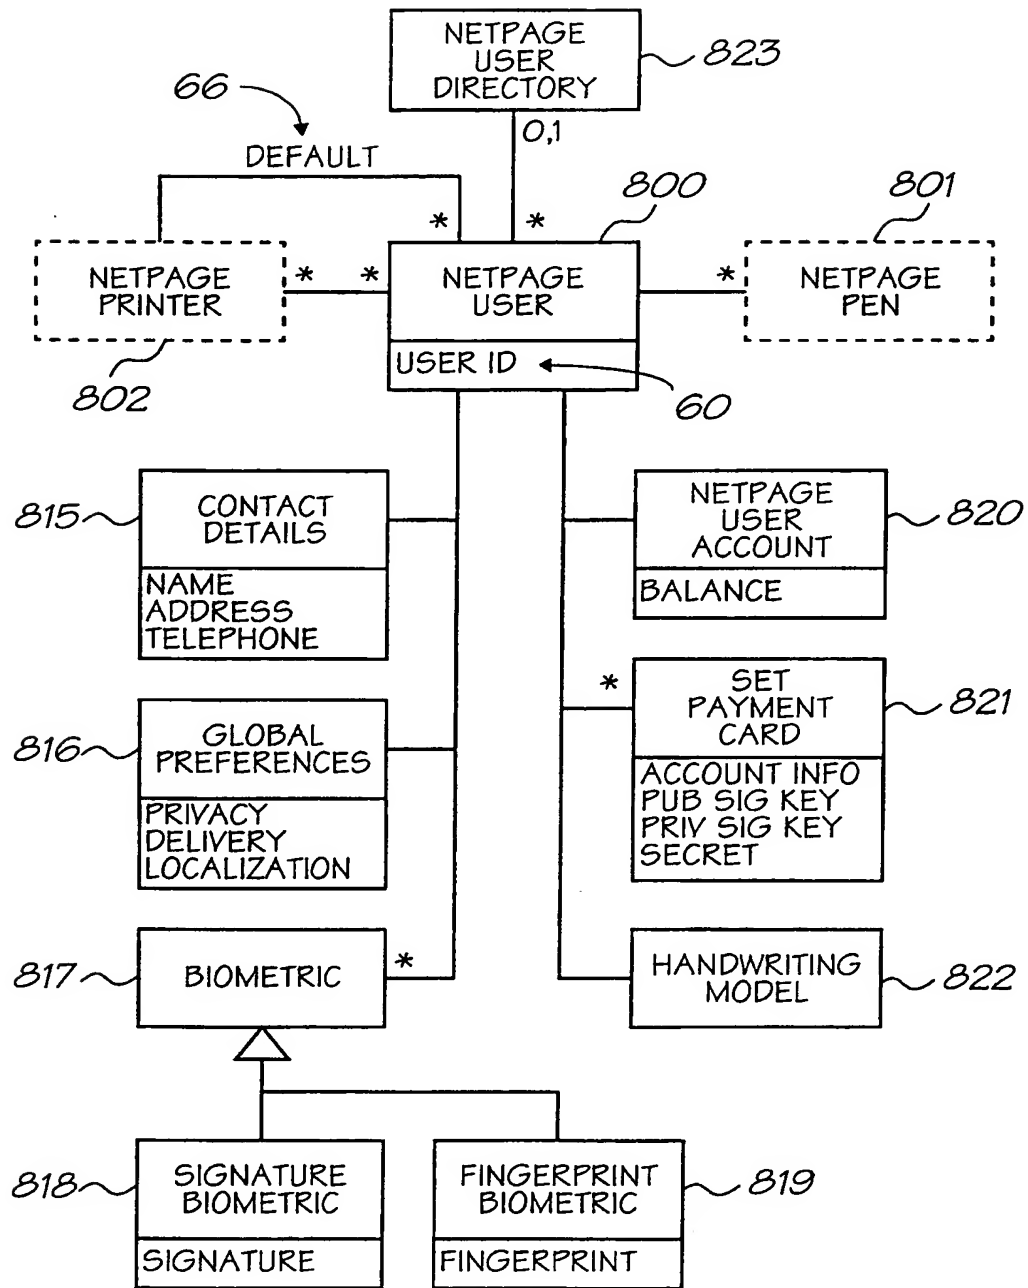 NETPAGE
USER
DIRECTORY
823
66
0,1
DEFAULT
800
801
*
*
NETPAGE
PRINTER
*
*
NETPAGE
USER
*
NETPAGE
PEN
802
USER ID
60
815
CONTACT
DETAILS
NAME
ADDRESS
TELEPHONE
NETPAGE
USER
ACCOUNT
820
BALANCE
816
GLOBAL
PREFERENCES
PRIVACY
DELIVERY
LOCALIZATION
*
SET
PAYMENT
CARD
821
ACCOUNT INFO
PUB SIG KEY
PRIV SIG KEY
SECRET
817
BIOMETRIC
*
HANDWRITING
MODEL
822
818
SIGNATURE
BIOMETRIC
SIGNATURE
FINGERPRINT
BIOMETRIC
819
FINGERPRINT